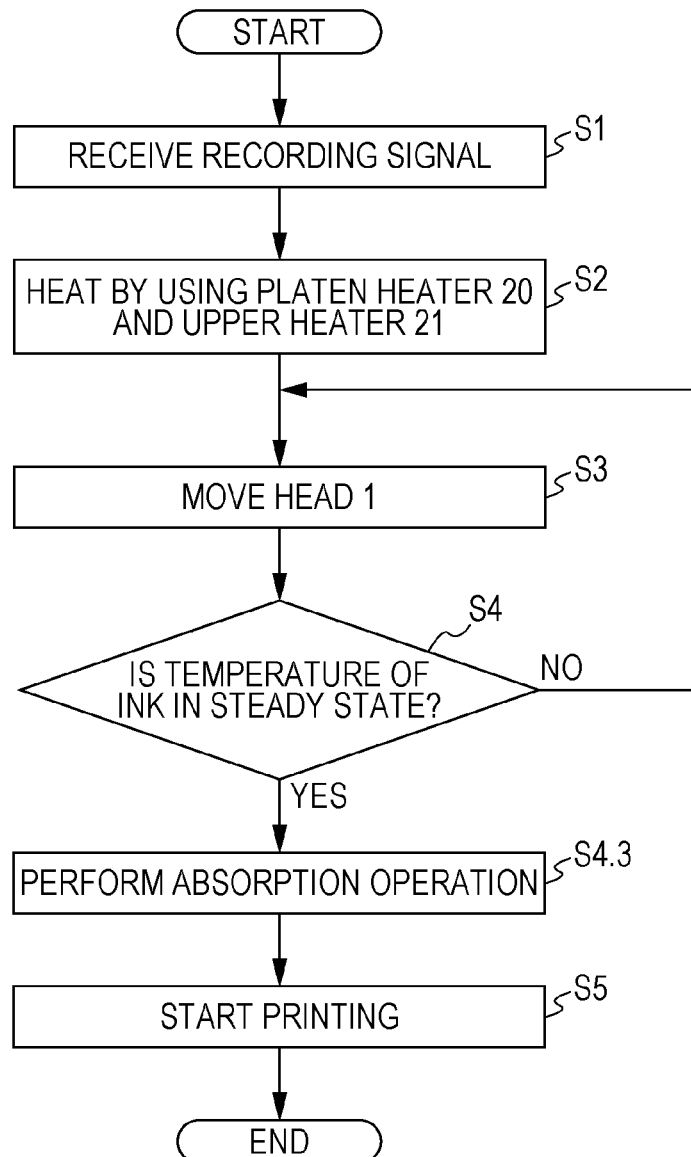 START
S1
RECEIVE RECORDING SIGNAL
S2
HEAT BY USING PLATEN HEATER 20
AND UPPER HEATER 21
S3
MOVE HEAD 1
S4
IS TEMPERATURE OF
INK IN STEADY STATE?
NO
YES
S4.3
PERFORM ABSORPTION OPERATION
S5
START PRINTING
END